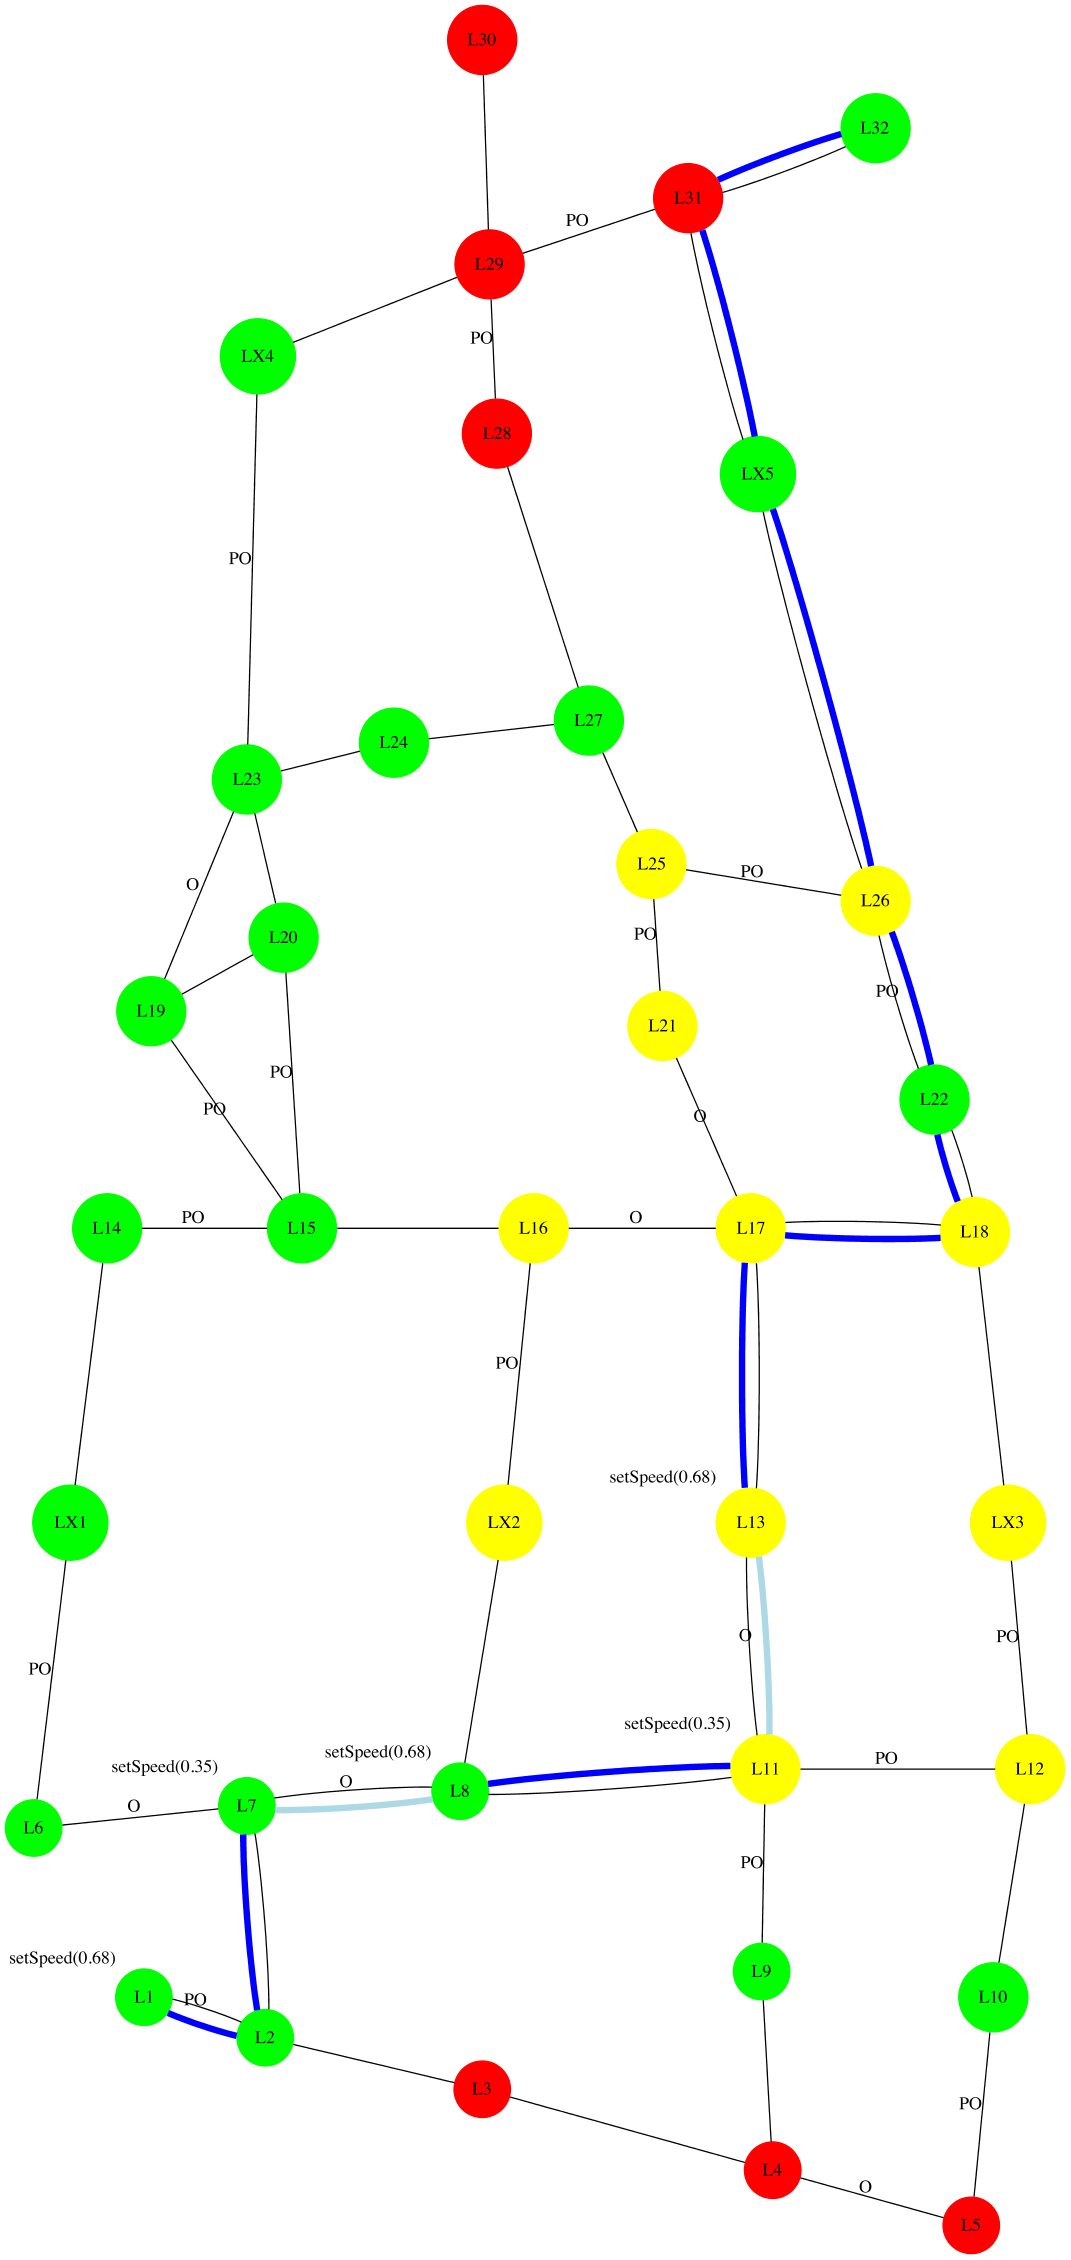 L30
L32
L31
PO
L29
PO
LX4
L28
LX5
PO
L27
L24
L23
L25
PO
O
L26
PO
L20
PO
L19
L21
PO
L22
PO
O
L14
PO
L15
L16
O
L17
L18
PO
setSpeed(0.68)
LX1
LX2
L13
LX3
O
PO
PO
setSpeed(0.35)
setSpeed(0.68)
setSpeed(0.35)
PO
L11
L12
O
L8
L7
O
L6
PO
setSpeed(0.68)
L9
L1
PO
L10
L2
L3
PO
L4
O
L5